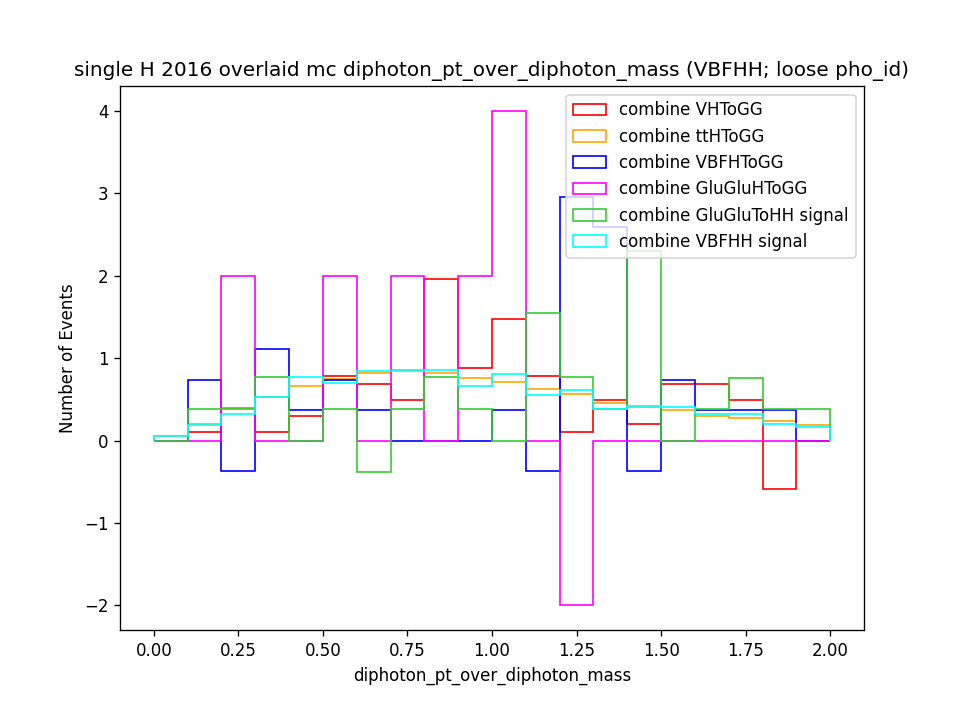 single H 2016 overlaid mc diphoton_pt_over_diphoton_mass (VBFHH; loose pho_id)
combine VHToGG
combine ttHToGG
combine VBFHToGG
combine GluGluHToGG
combine GluGluToHH signal
combine VBFHH signal
Number of Events
4
3
2
1
0
−1
−2
0.00 0.25 0.50 0.75 1.00 1.25 1.50 1.75 2.00
diphoton_pt_over_diphoton_mass